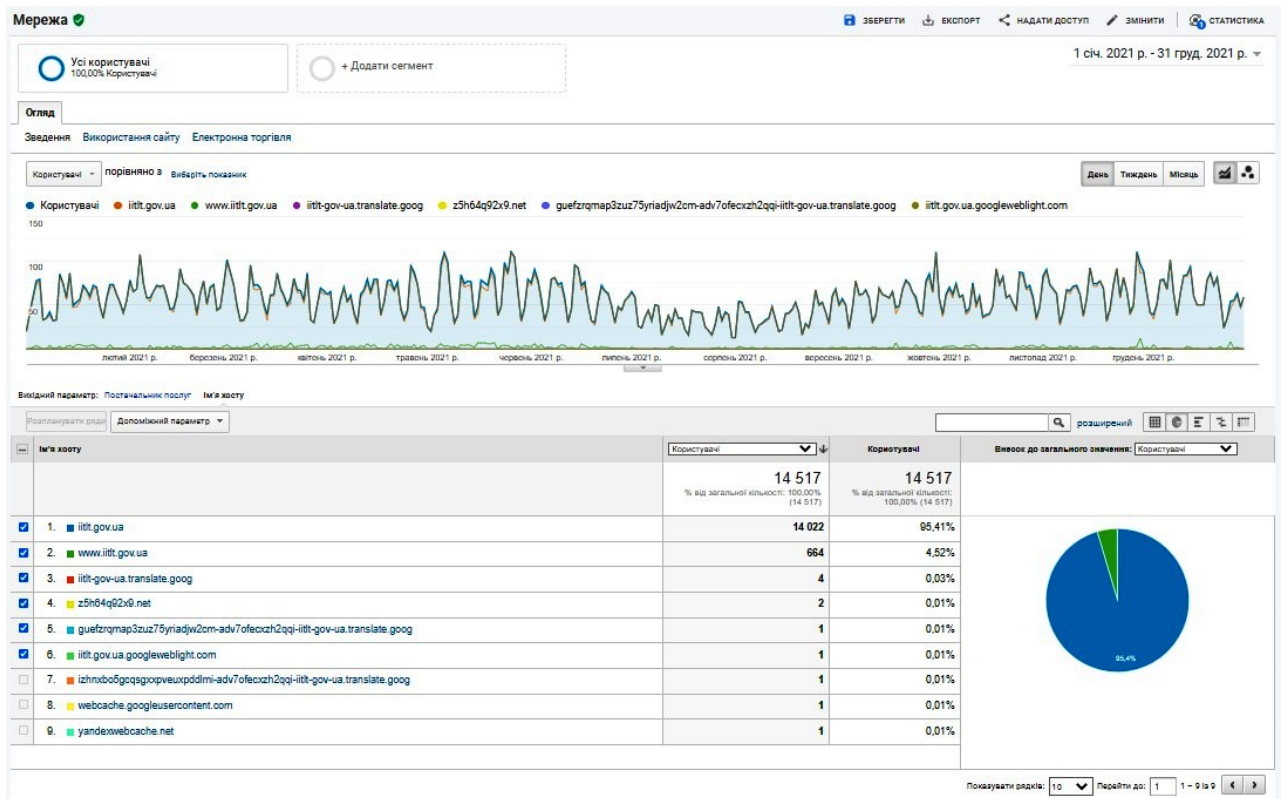 Мережа
ЗБЕРЕГТИ ЕКСПОРТ НАДАТИ ДОСТУП ЗМІНИТИ СТАТИСТИКА
Усі користувачі
100,00% Користувачі
+ Додати сегмент
1 січ. 2021 р. - 31 груд. 2021 р.
Огляд
Зведення Використання сайту Електронна торгівля
Користувачі порівняно з Виберіть показник
День Тиждень Місяць
Користувачі iitlt.gov.ua www.iitlt.gov.ua iitlt-gov-ua.translate.goog z5h64q92x9.net guefzrqmap3zuz75yriadjw2cm-adv7ofecxzh2qqi-iitlt-gov-ua.translate.goog iitlt.gov.ua.googleweblight.com
150
100
50
лютий 2021 р. березень 2021 р. квітень 2021 р. травень 2021 р. червень 2021 р. липень 2021 р. серпень 2021 р. вересень 2021 р. жовтень 2021 р. листопад 2021 р. грудень 2021 р.
Вихідний параметр: Постачальник послуг Ім'я хосту
Розпланувати ряди Допоміжний параметр
розширений
Ім'я хосту Користувачі Користувачі Внесок до загального значення: Користувачі
14 517 14 517
% від загальної кількості: 100,00% % від загальної кількості:
(14 517) 100,00% (14 517)
1. iitlt.gov.ua 14 022 95,41%
2. www.iitlt.gov.ua 664 4,52%
3. iitlt-gov-ua.translate.goog 4 0,03%
4. z5h64q92x9.net 2 0,01%
5. guefzrqmap3zuz75yriadjw2cm-adv7ofecxzh2qqi-iitlt-gov-ua.translate.goog 1 0,01%
6. iitlt.gov.ua.googleweblight.com 1 0,01%
7. izhnxbo5gcqsgxxpveuxpddlmi-adv7ofecxzh2qqi-iitlt-gov-ua.translate.goog 1 0,01%
8. webcache.googleusercontent.com 1 0,01%
9. yandexwebcache.net 1 0,01%
95,4%
Показувати рядків: 10 Перейти до: 1 1 – 9 із 9